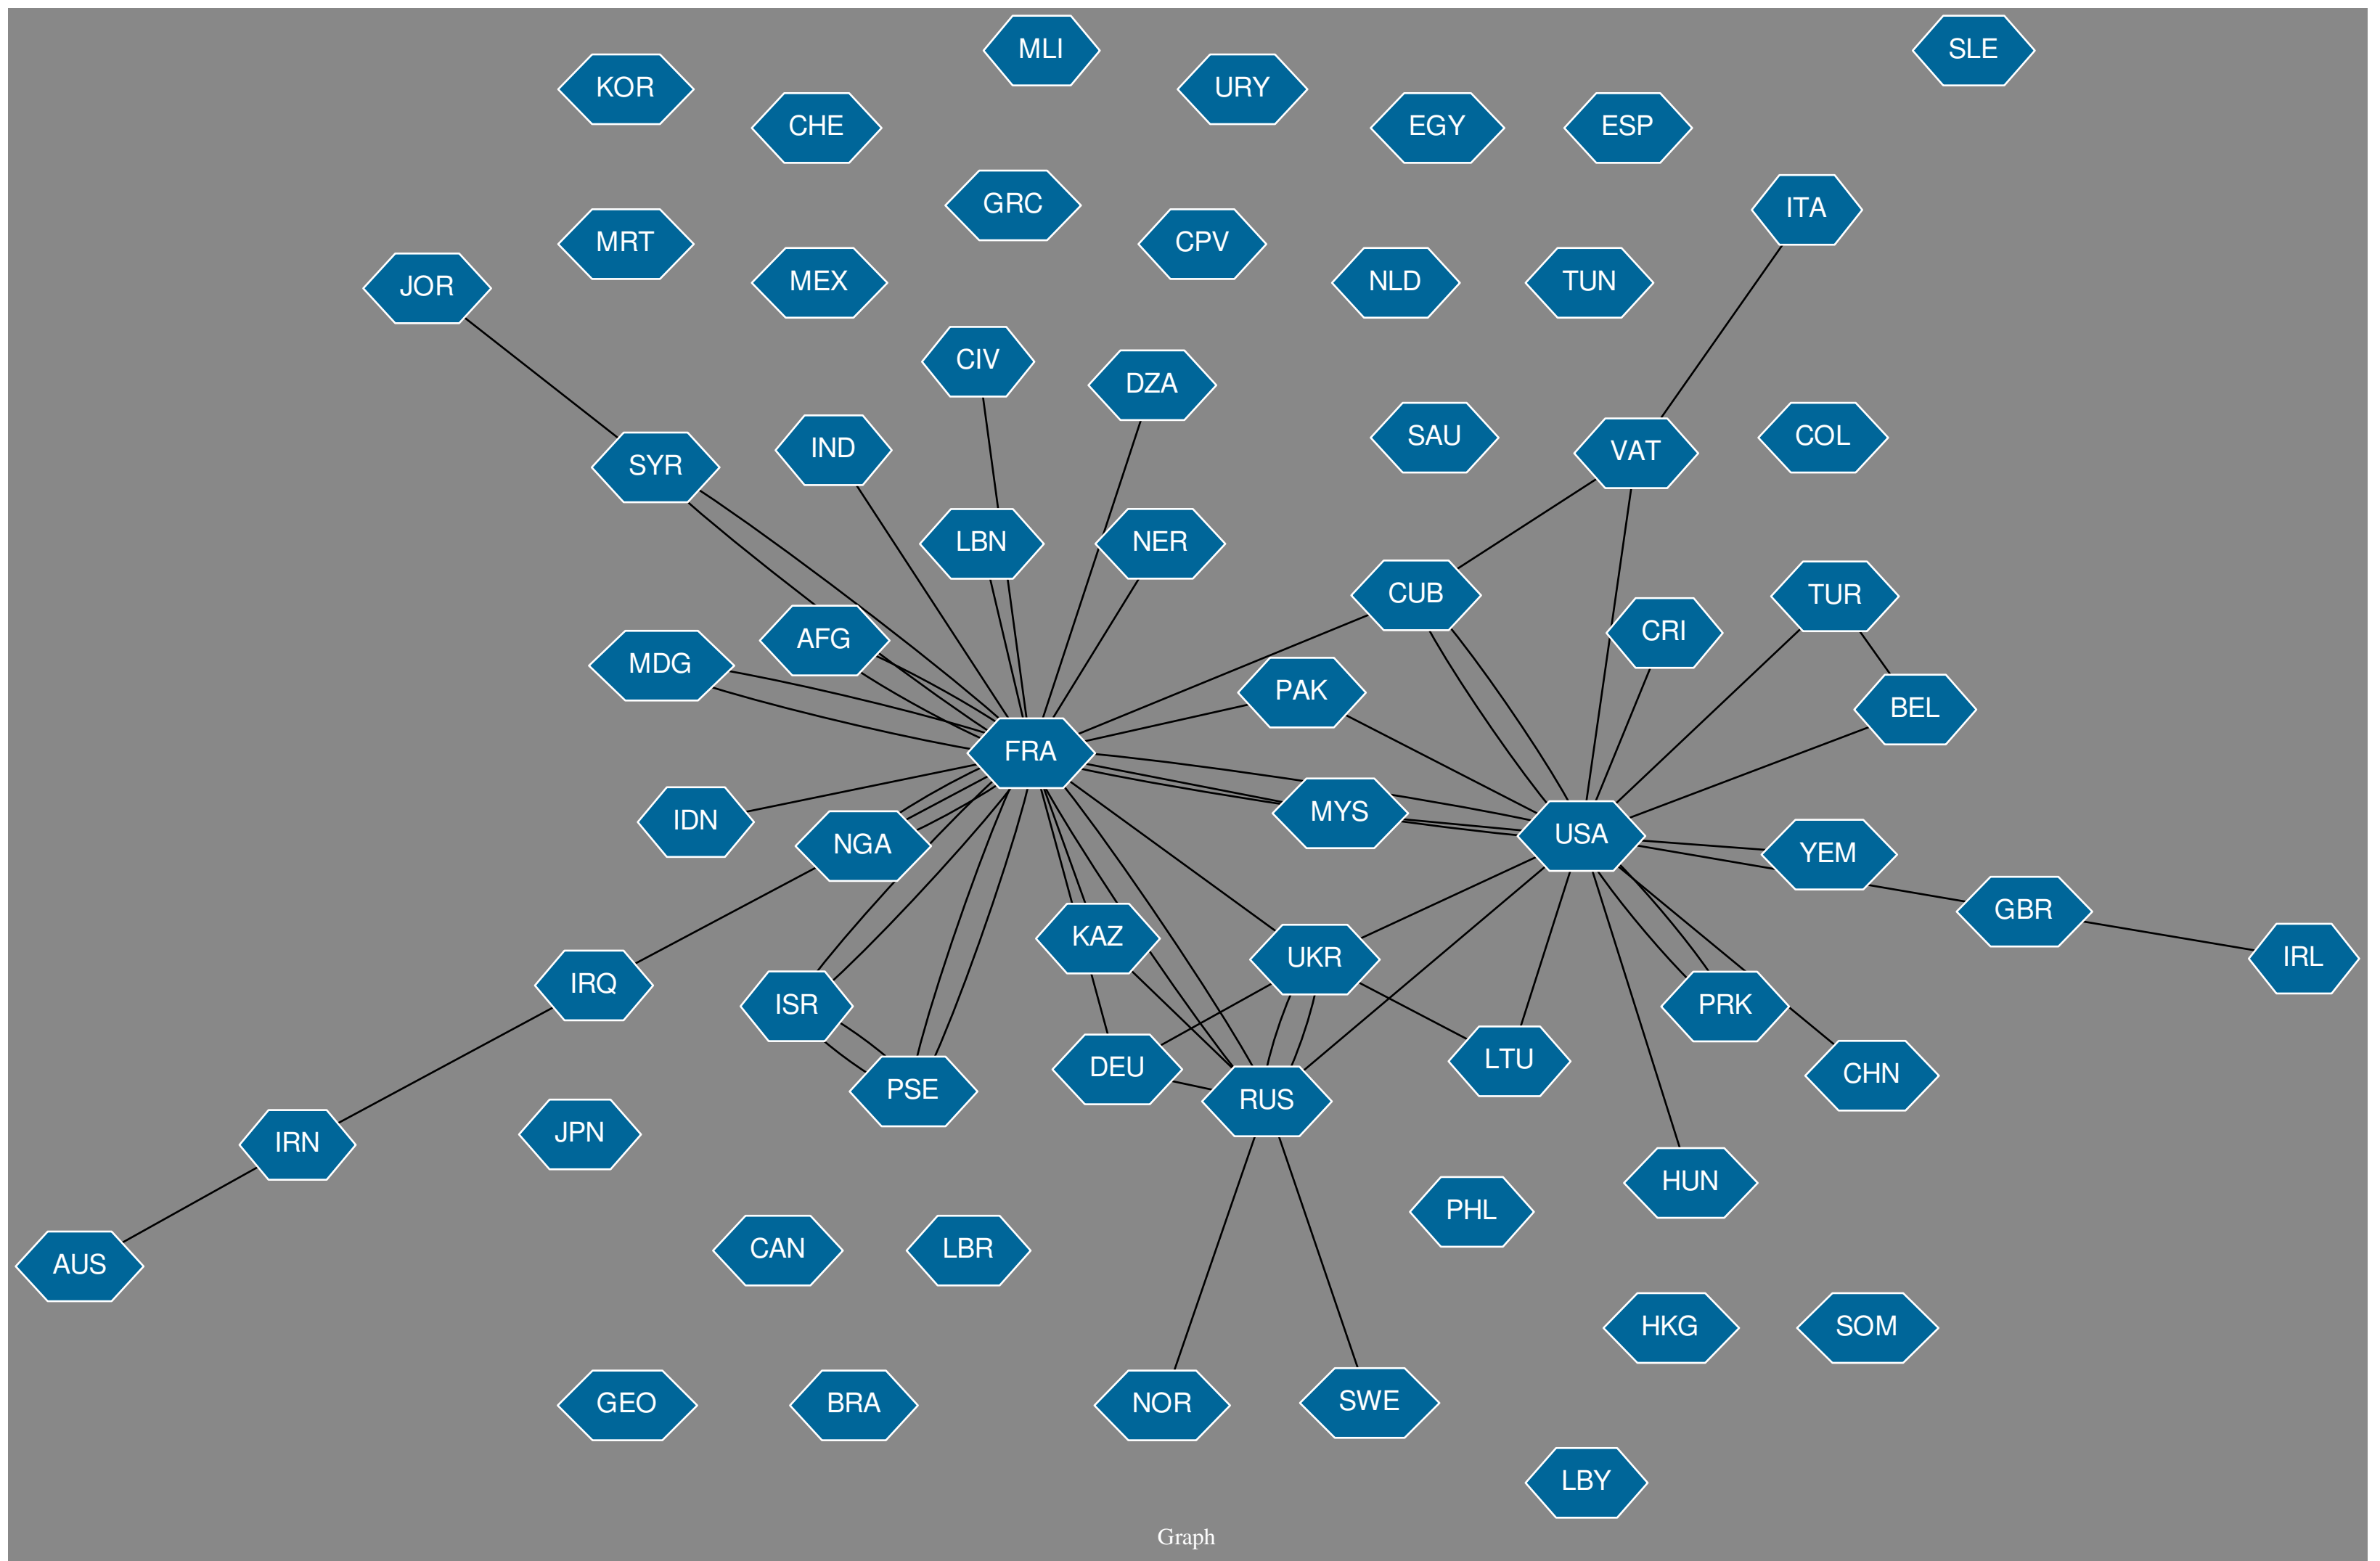 MLI
SLE
KOR
URY
CHE
EGY
ESP
GRC
ITA
MRT
CPV
JOR
MEX
NLD
TUN
CIV
DZA
SAU
COL
IND
VAT
SYR
LBN
NER
CUB
TUR
CRI
AFG
MDG
PAK
BEL
FRA
MYS
IDN
USA
NGA
YEM
GBR
KAZ
UKR
IRL
IRQ
ISR
PRK
LTU
DEU
CHN
PSE
RUS
JPN
IRN
HUN
PHL
CAN
LBR
AUS
HKG
SOM
GEO
BRA
NOR
SWE
LBY
Graph